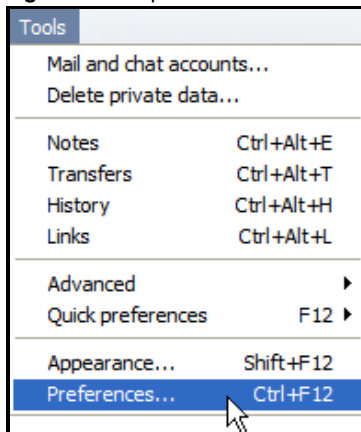 Tools
Mail and chat accounts...
Delete private data...
Notes Ctrl+Alt+E
Transfers Ctrl+Alt+T
History Ctrl+Alt+H
Links Ctrl+Alt+L
Advanced
Quick preferences F12
Appearance... Shift+F12
Preferences... Ctrl+F12